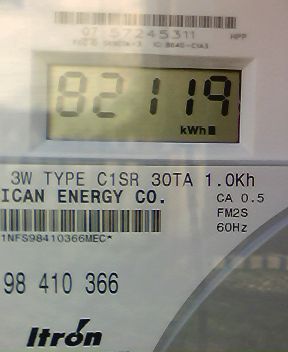 07 57245311 HPP
82119
kWh
3W TYPE C1SR 30TA 1.0Kh
ICAN ENERGY CO. CA 0.5
FM2S
60Hz
1NFS98410366MEC*
98 410 366
Itron